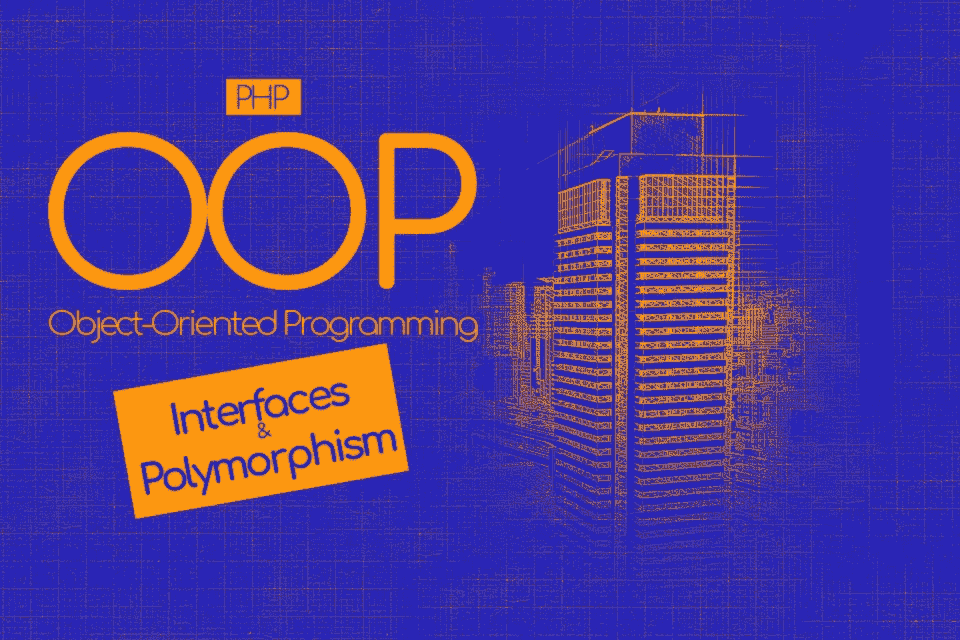 PHP
OOP
Object-Oriented Programming
Interfaces
&
Polymorphism